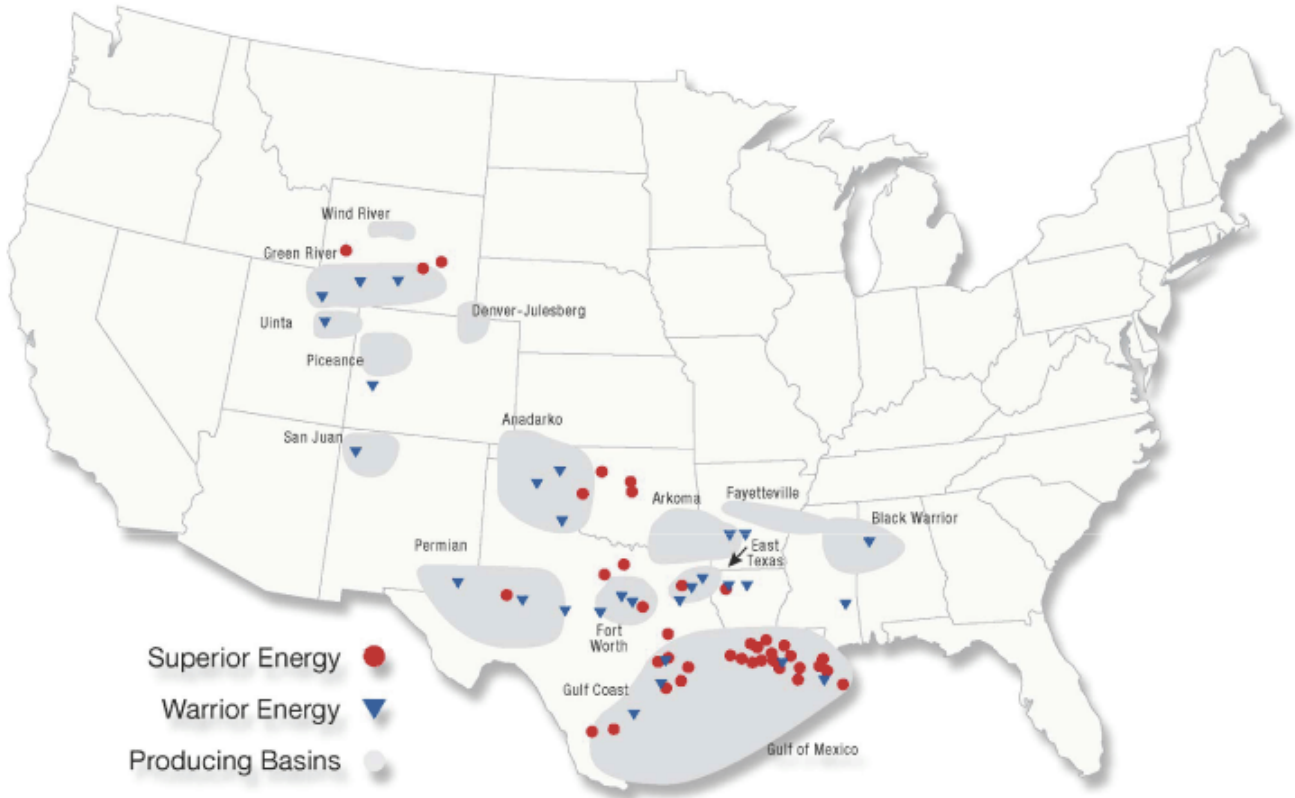 Wind River
Green River
Uinta
Denver-Julesberg
Piceance
San Juan
Anadarko
Arkoma
Fayetteville
Black Warrior
Permian
East
Texas
Fort
Worth
Gulf Coast
Gulf of Mexico
Superior Energy
Warrior Energy
Producing Basins